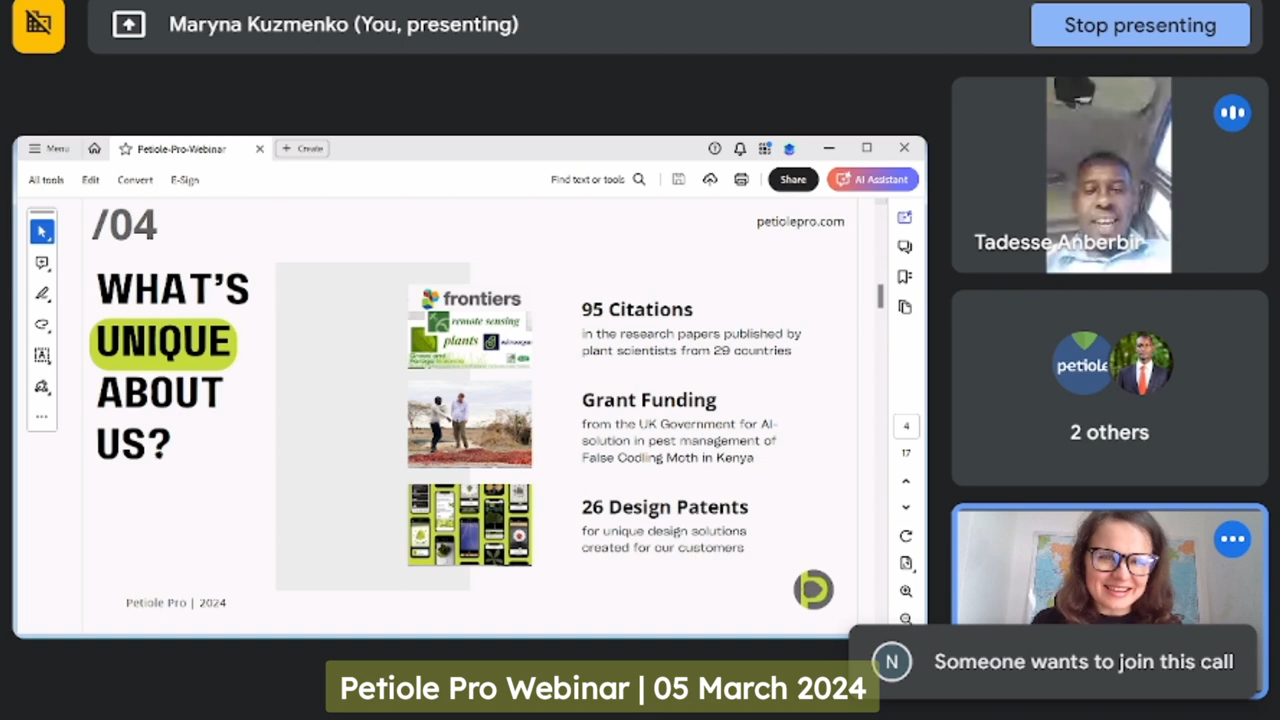 Maryna Kuzmenko (You, presenting)
Stop presenting
Menu
Petiole-Pro-Webinar
Create
All tools
Edit
Convert
E-Sign
Find text or tools
Share
AI Assistant
/04
petiolepro.com
WHAT'S
UNIQUE
ABOUT
US?
frontiers
remote sensing
plants
95 Citations
in the research papers published by
plant scientists from 29 countries
Grant Funding
from the UK Government for AI-
solution in pest management of
False Codling Moth in Kenya
26 Design Patents
for unique design solutions
created for our customers
Petiole Pro | 2024
4
17
Tadesse Anberbir
petiole
2 others
N
Someone wants to join this call
Petiole Pro Webinar | 05 March 2024